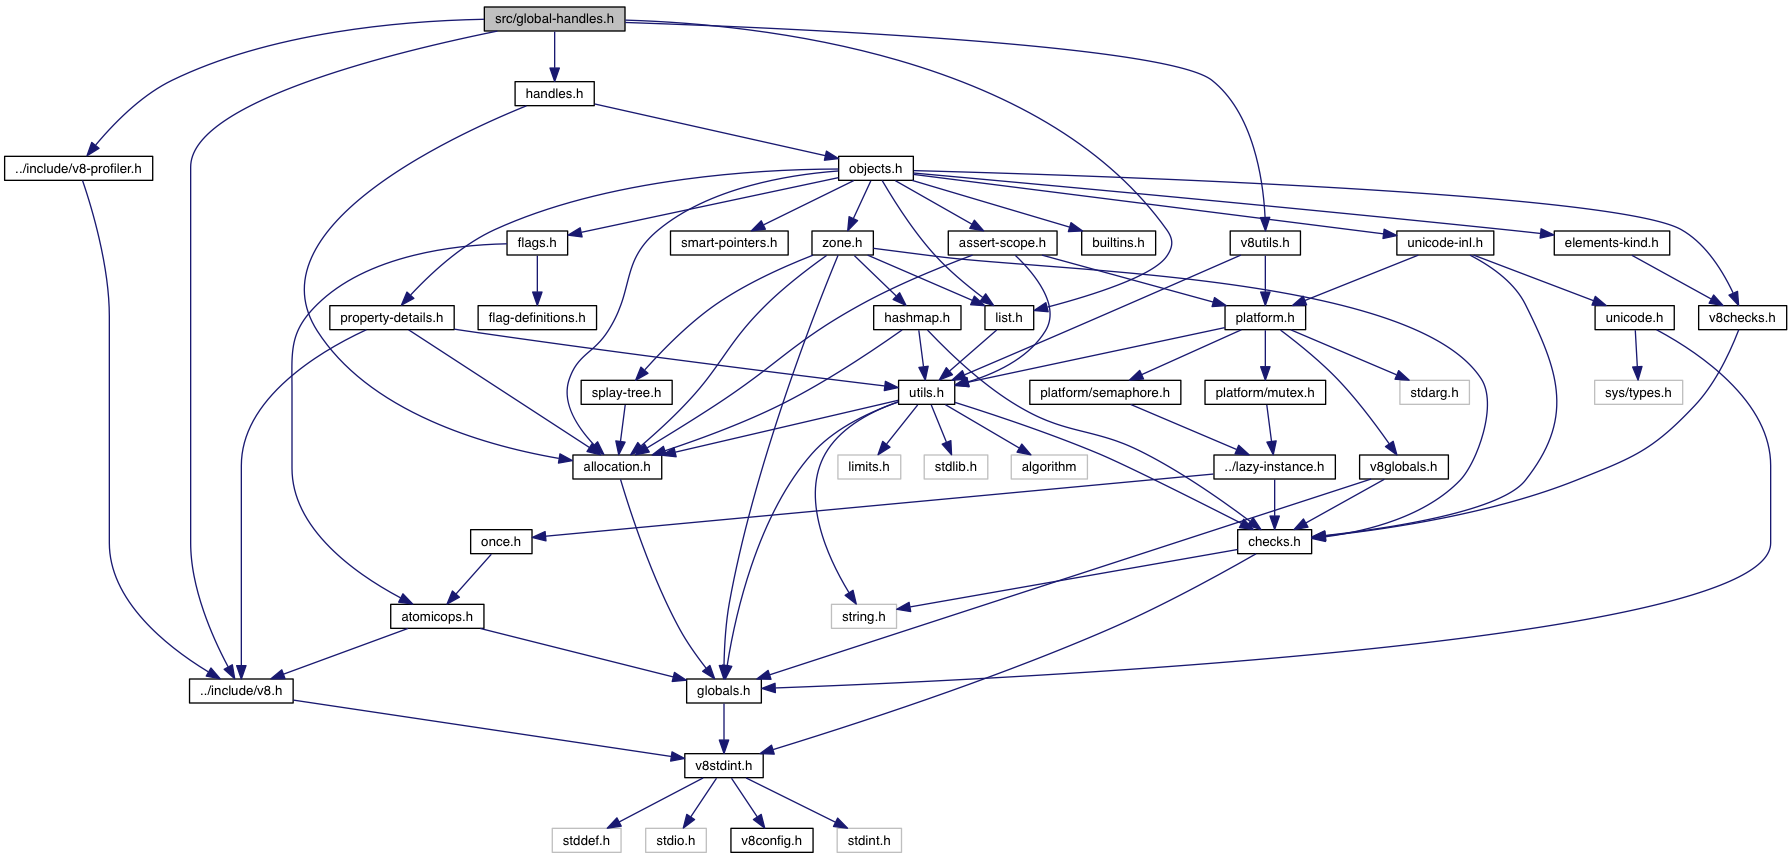 src/global-handles.h
handles.h
../include/v8-profiler.h
objects.h
flags.h
smart-pointers.h
zone.h
assert-scope.h
builtins.h
v8utils.h
unicode-inl.h
elements-kind.h
property-details.h
flag-definitions.h
hashmap.h
list.h
platform.h
unicode.h
v8checks.h
splay-tree.h
utils.h
platform/semaphore.h
platform/mutex.h
stdarg.h
sys/types.h
allocation.h
limits.h
stdlib.h
algorithm
../lazy-instance.h
v8globals.h
once.h
checks.h
atomicops.h
string.h
../include/v8.h
globals.h
v8stdint.h
stddef.h
stdio.h
v8config.h
stdint.h